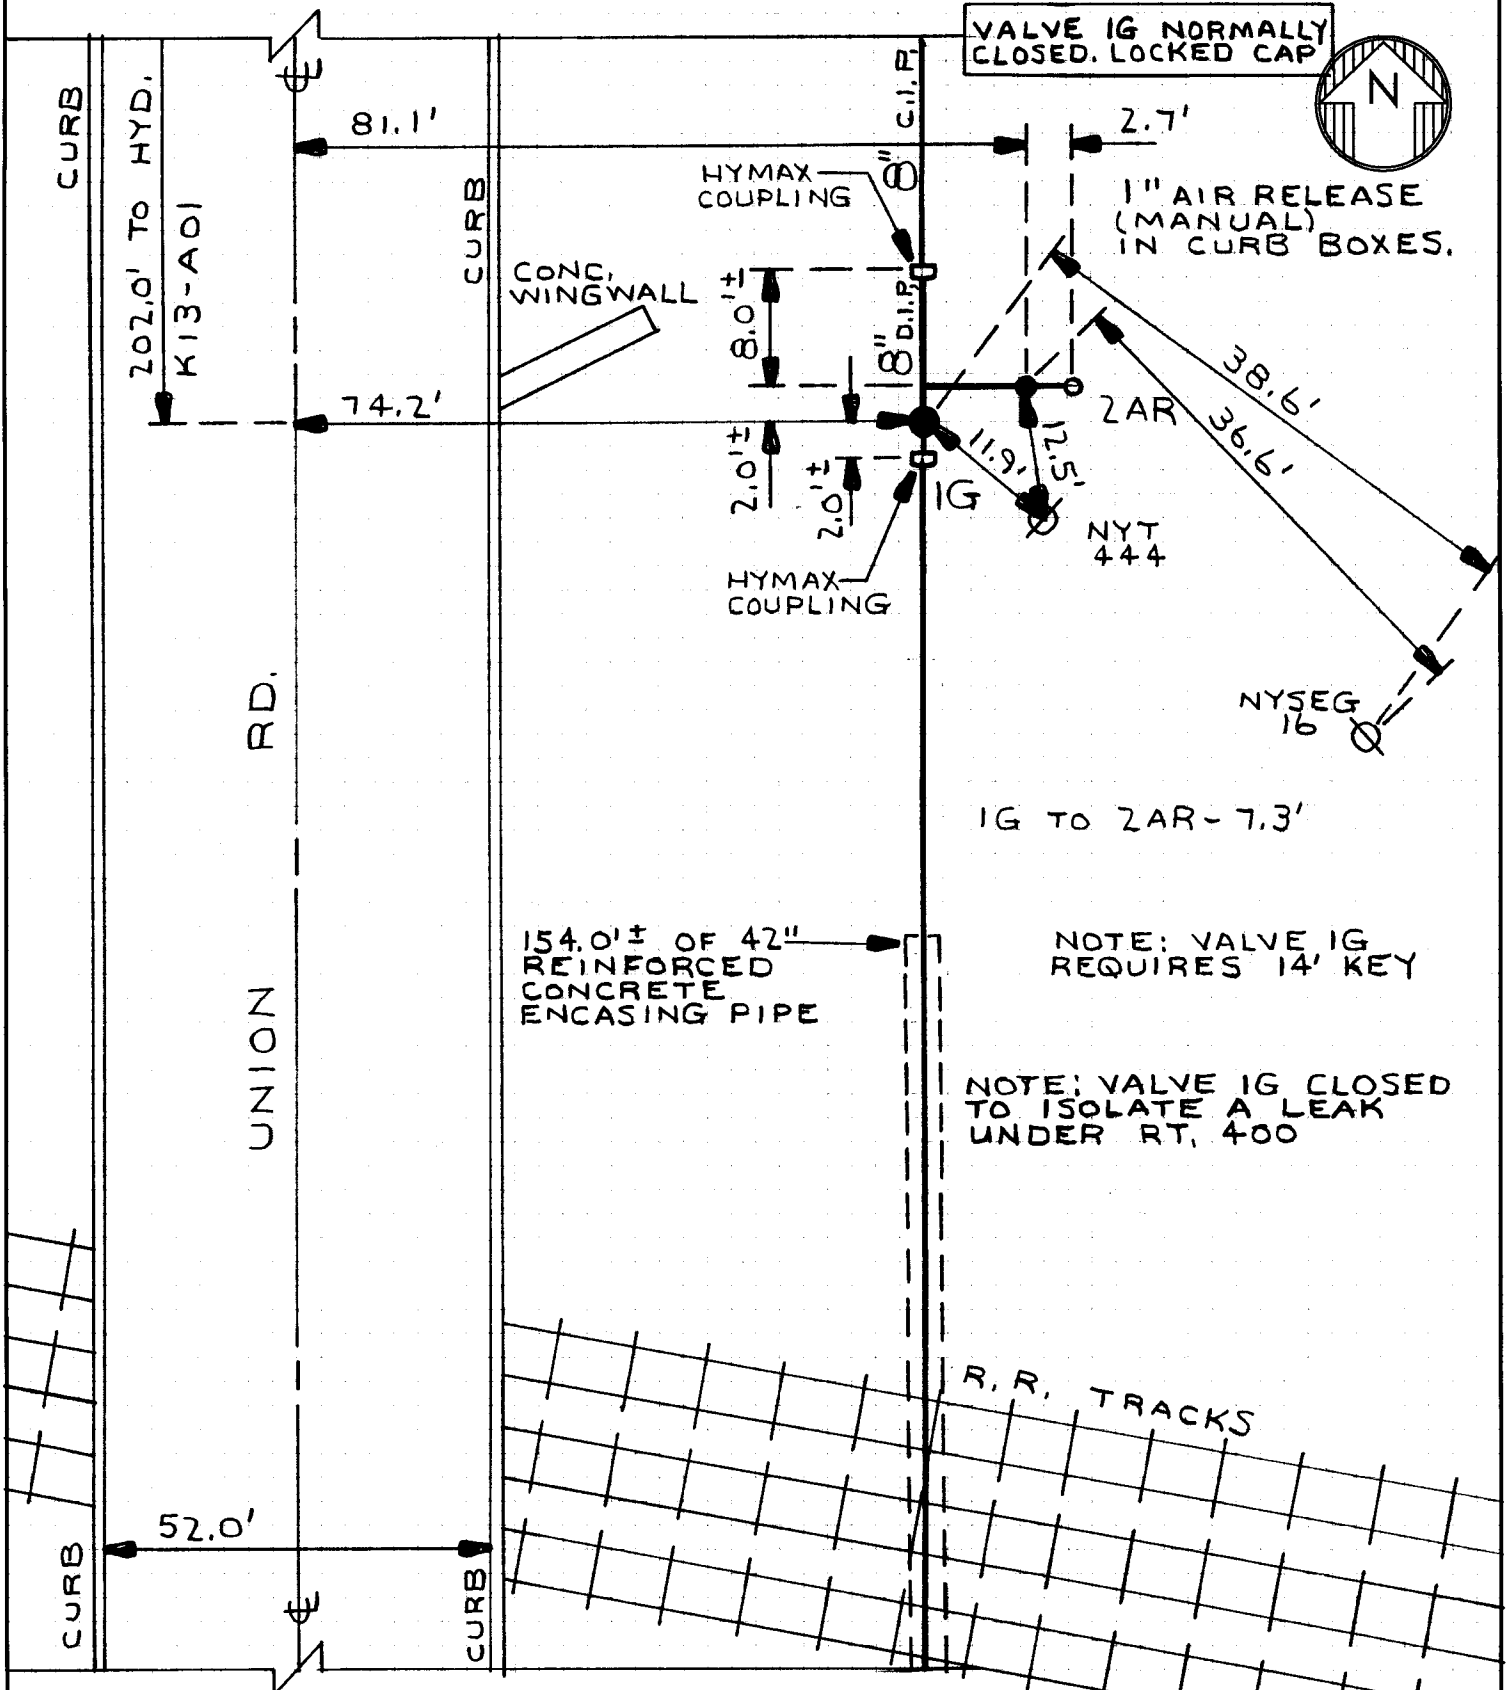 VALVE 1G NORMALLY
CLOSED. LOCKED CAP
N
CURB
202.0' TO HYD.
K13-A01
℄
81.1'
2.7'
8" C.I.P.
HYMAX
COUPLING
1" AIR RELEASE
(MANUAL)
IN CURB BOXES.
CURB
CONC.
WINGWALL
8.0'±
8" D.I.P.
38.6'
36.6'
74.2'
2AR
2.0'±
2.0'±
11.9'
12.5'
1G
NYT
444
HYMAX
COUPLING
NYSEG
16
UNION RD.
1G TO 2AR - 7.3'
154.0'± OF 42"
REINFORCED
CONCRETE
ENCASING PIPE
NOTE: VALVE 1G
REQUIRES 14' KEY
NOTE: VALVE 1G CLOSED
TO ISOLATE A LEAK
UNDER RT. 400
R.R. TRACKS
52.0'
CURB
℄
CURB